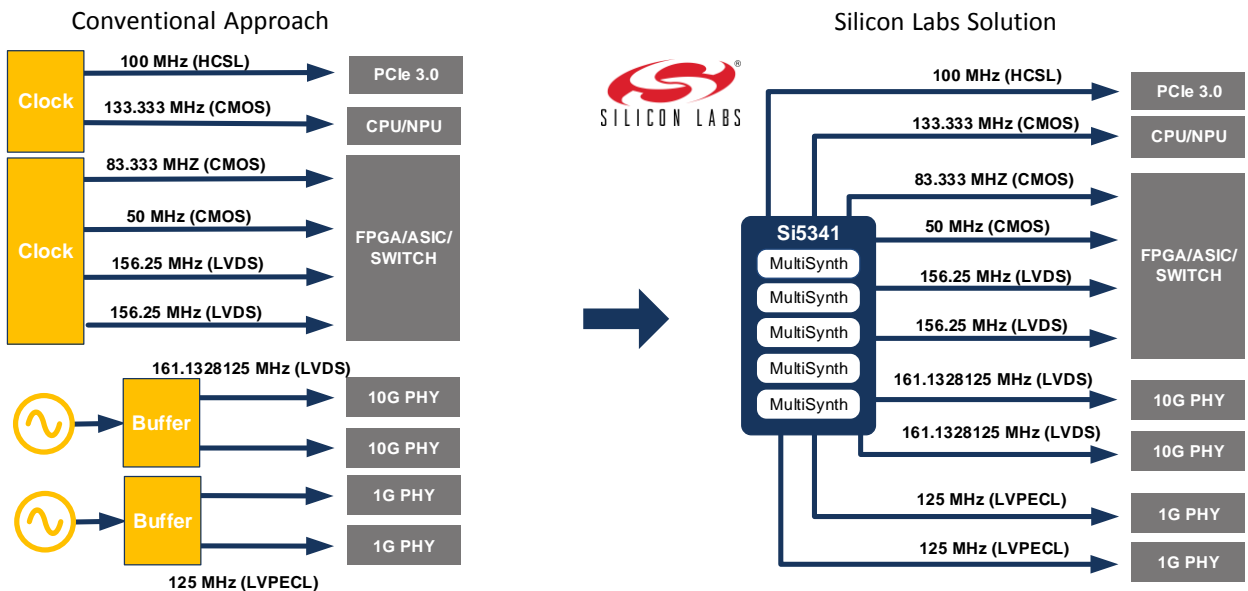 Conventional Approach
Clock
100 MHz (HCSL)
PCIe 3.0
133.333 MHz (CMOS)
CPU/NPU
Clock
83.333 MHZ (CMOS)
50 MHz (CMOS)
156.25 MHz (LVDS)
156.25 MHz (LVDS)
FPGA/ASIC/
SWITCH
161.1328125 MHz (LVDS)
Buffer
10G PHY
10G PHY
Buffer
1G PHY
1G PHY
125 MHz (LVPECL)
Silicon Labs Solution
®
SILICON LABS
100 MHz (HCSL)
PCIe 3.0
133.333 MHz (CMOS)
CPU/NPU
83.333 MHZ (CMOS)
50 MHz (CMOS)
156.25 MHz (LVDS)
156.25 MHz (LVDS)
FPGA/ASIC/
SWITCH
Si5341
MultiSynth
MultiSynth
MultiSynth
MultiSynth
MultiSynth
161.1328125 MHz (LVDS)
10G PHY
161.1328125 MHz (LVDS)
10G PHY
125 MHz (LVPECL)
1G PHY
125 MHz (LVPECL)
1G PHY